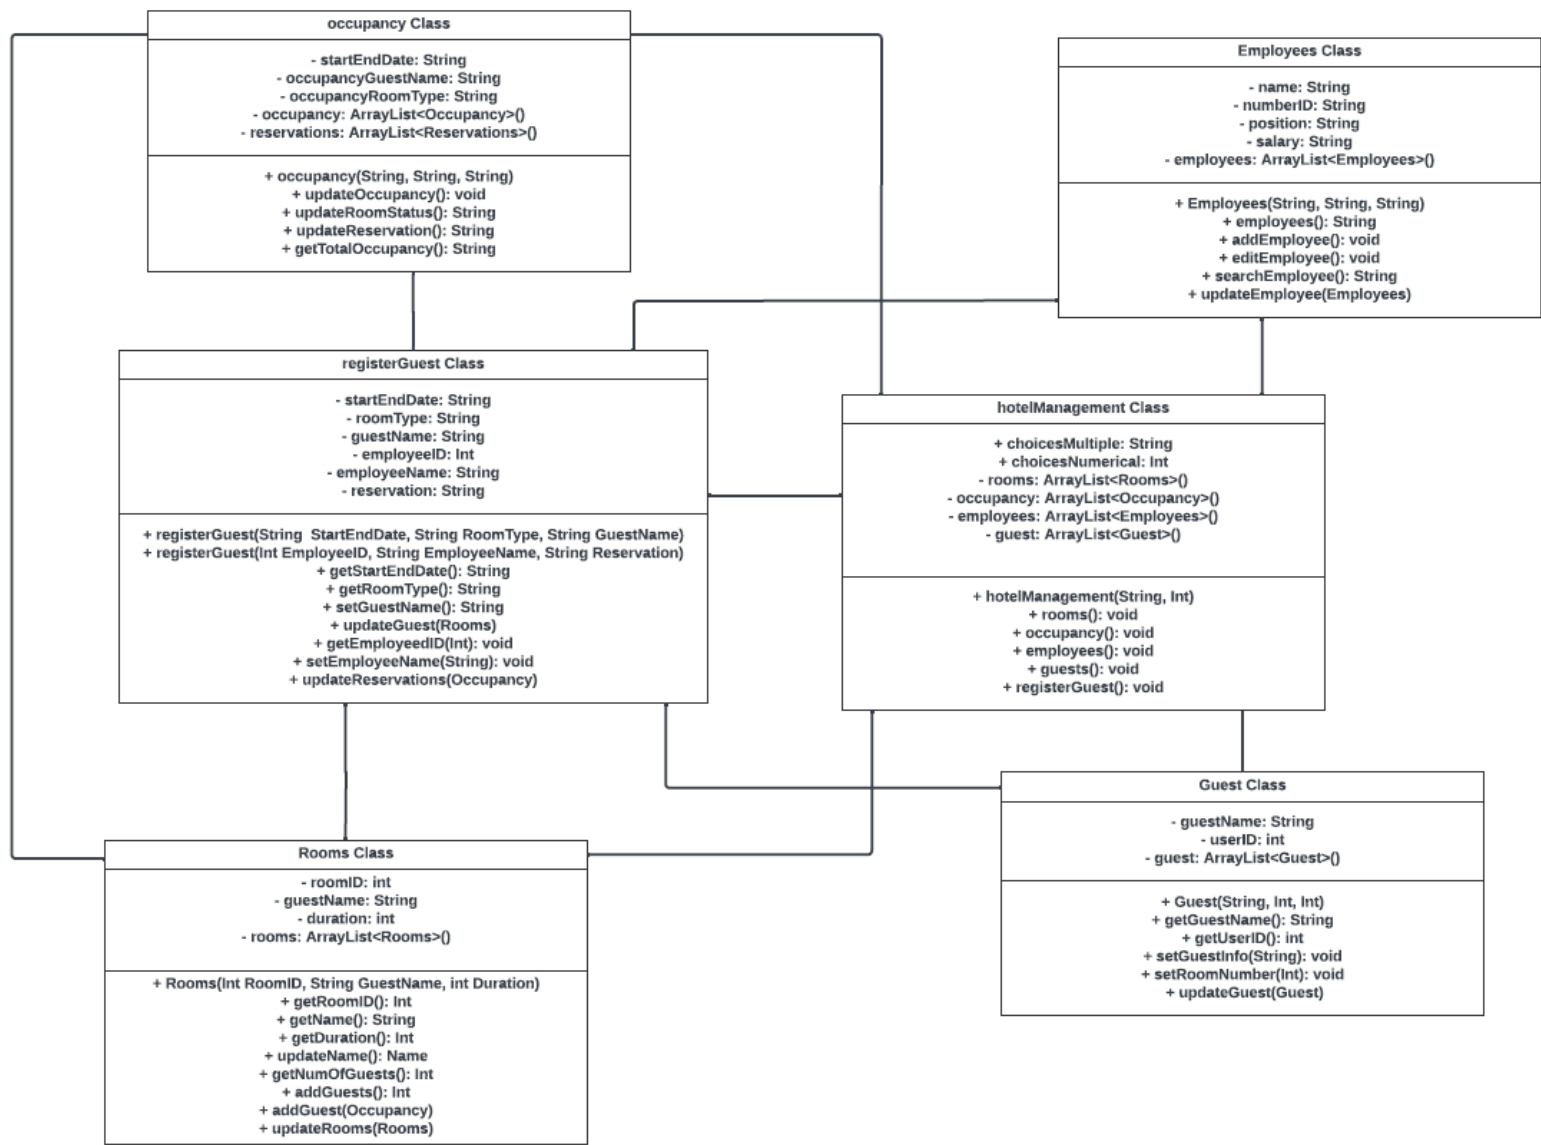 occupancy Class
- startEndDate: String
- occupancyGuestName: String
- occupancyRoomType: String
- occupancy: ArrayList<Occupancy>()
- reservations: ArrayList<Reservations>()
+ occupancy(String, String, String)
+ updateOccupancy(): void
+ updateRoomStatus(): String
+ updateReservation(): String
+ getTotalOccupancy(): String
Employees Class
- name: String
- numberID: String
- position: String
- salary: String
- employees: ArrayList<Employees>()
+ Employees(String, String, String)
+ employees(): String
+ addEmployee(): void
+ editEmployee(): void
+ searchEmployee(): String
+ updateEmployee(Employees)
registerGuest Class
- startEndDate: String
- roomType: String
- guestName: String
- employeeID: Int
- employeeName: String
- reservation: String
+ registerGuest(String StartEndDate, String RoomType, String GuestName)
+ registerGuest(Int EmployeeID, String EmployeeName, String Reservation)
+ getStartEndDate(): String
+ getRoomType(): String
+ setGuestName(): String
+ updateGuest(Rooms)
+ getEmployeedID(Int): void
+ setEmployeeName(String): void
+ updateReservations(Occupancy)
hotelManagement Class
+ choicesMultiple: String
+ choicesNumerical: Int
- rooms: ArrayList<Rooms>()
- occupancy: ArrayList<Occupancy>()
- employees: ArrayList<Employees>()
- guest: ArrayList<Guest>()
+ hotelManagement(String, Int)
+ rooms(): void
+ occupancy(): void
+ employees(): void
+ guests(): void
+ registerGuest(): void
Rooms Class
- roomID: int
- guestName: String
- duration: int
- rooms: ArrayList<Rooms>()
+ Rooms(Int RoomID, String GuestName, int Duration)
+ getRoomID(): Int
+ getName(): String
+ getDuration(): Int
+ updateName(): Name
+ getNumOfGuests(): Int
+ addGuests(): Int
+ addGuest(Occupancy)
+ updateRooms(Rooms)
Guest Class
- guestName: String
- userID: int
- guest: ArrayList<Guest>()
+ Guest(String, Int, Int)
+ getGuestName(): String
+ getUserID(): int
+ setGuestInfo(String): void
+ setRoomNumber(Int): void
+ updateGuest(Guest)